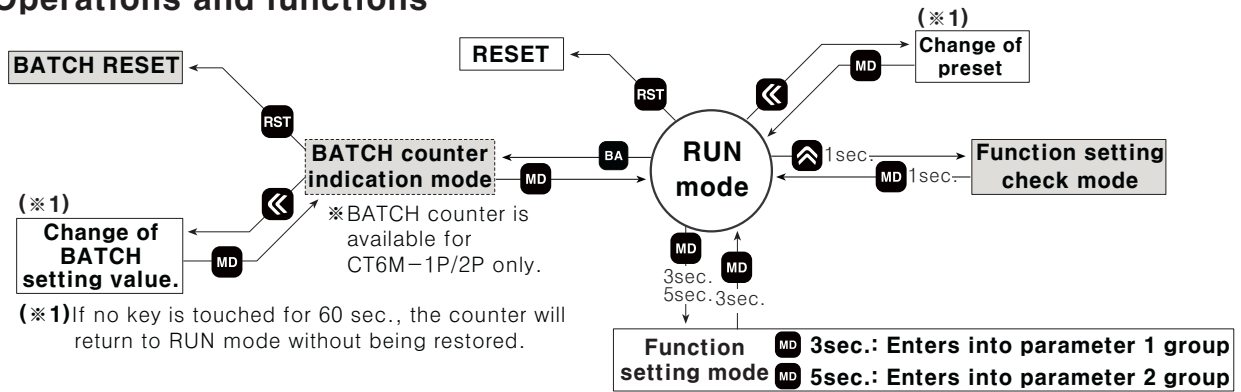 Operations and functions
(※1)
Change of
preset
MD
RESET
RST
BATCH RESET
RST
BATCH counter
indication mode
BA
MD
RUN
mode
1sec.
MD 1sec.
Function setting
check mode
(※1)
Change of
BATCH
setting value.
MD
※BATCH counter is
available for
CT6M-1P/2P only.
MD
3sec.
5sec.
MD
3sec.
(※1)If no key is touched for 60 sec., the counter will
return to RUN mode without being restored.
Function
setting mode
MD 3sec.: Enters into parameter 1 group
MD 5sec.: Enters into parameter 2 group